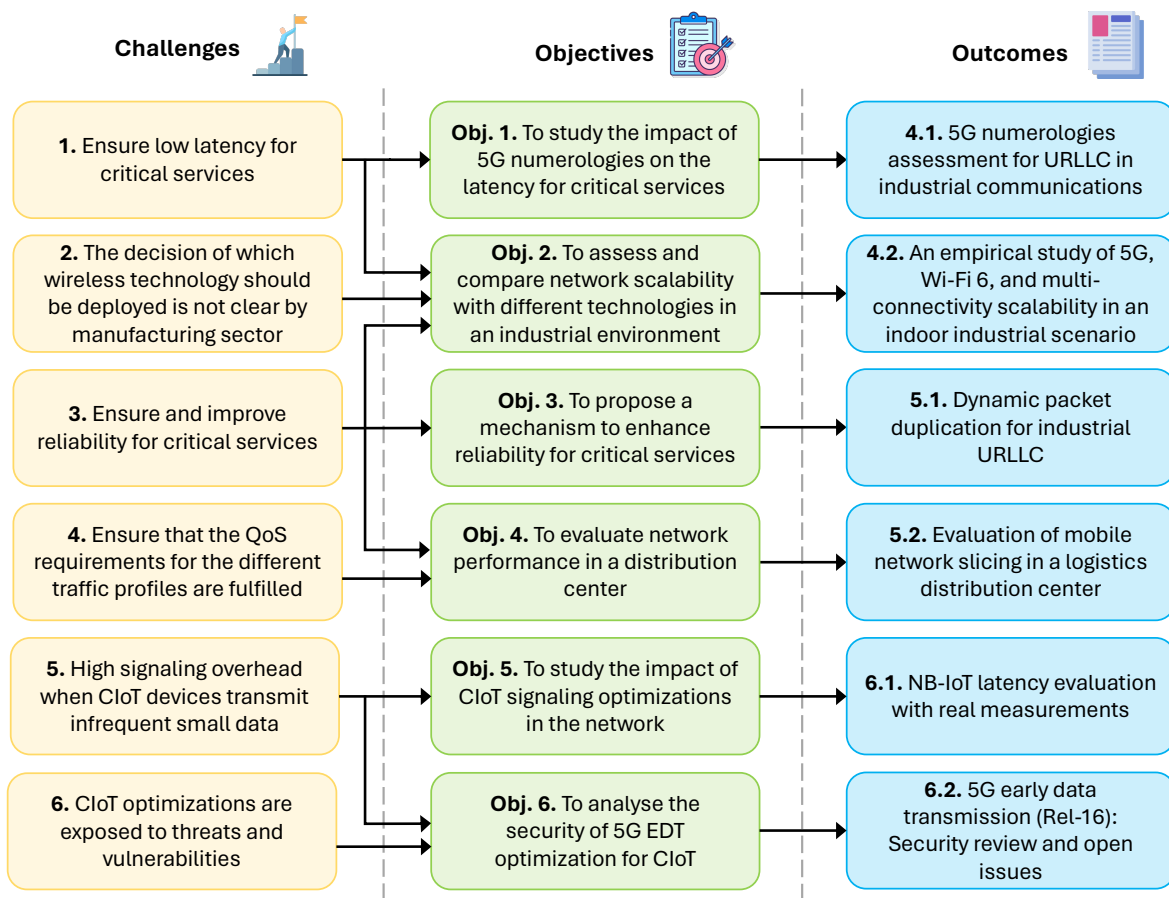 Challenges
Objectives
Outcomes
1. Ensure low latency for
critical services
Obj. 1. To study the impact of
5G numerologies on the
latency for critical services
4.1. 5G numerologies
assessment for URLLC in
industrial communications
2. The decision of which
wireless technology should
be deployed is not clear by
manufacturing sector
Obj. 2. To assess and
compare network scalability
with different technologies in
an industrial environment
4.2. An empirical study of 5G,
Wi-Fi 6, and multi-
connectivity scalability in an
indoor industrial scenario
3. Ensure and improve
reliability for critical services
Obj. 3. To propose a
mechanism to enhance
reliability for critical services
5.1. Dynamic packet
duplication for industrial
URLLC
4. Ensure that the QoS
requirements for the different
traffic profiles are fulfilled
Obj. 4. To evaluate network
performance in a distribution
center
5.2. Evaluation of mobile
network slicing in a logistics
distribution center
5. High signaling overhead
when CIoT devices transmit
infrequent small data
Obj. 5. To study the impact of
CIoT signaling optimizations
in the network
6.1. NB-IoT latency evaluation
with real measurements
6. CIoT optimizations are
exposed to threats and
vulnerabilities
Obj. 6. To analyse the
security of 5G EDT
optimization for CIoT
6.2. 5G early data
transmission (Rel-16):
Security review and open
issues